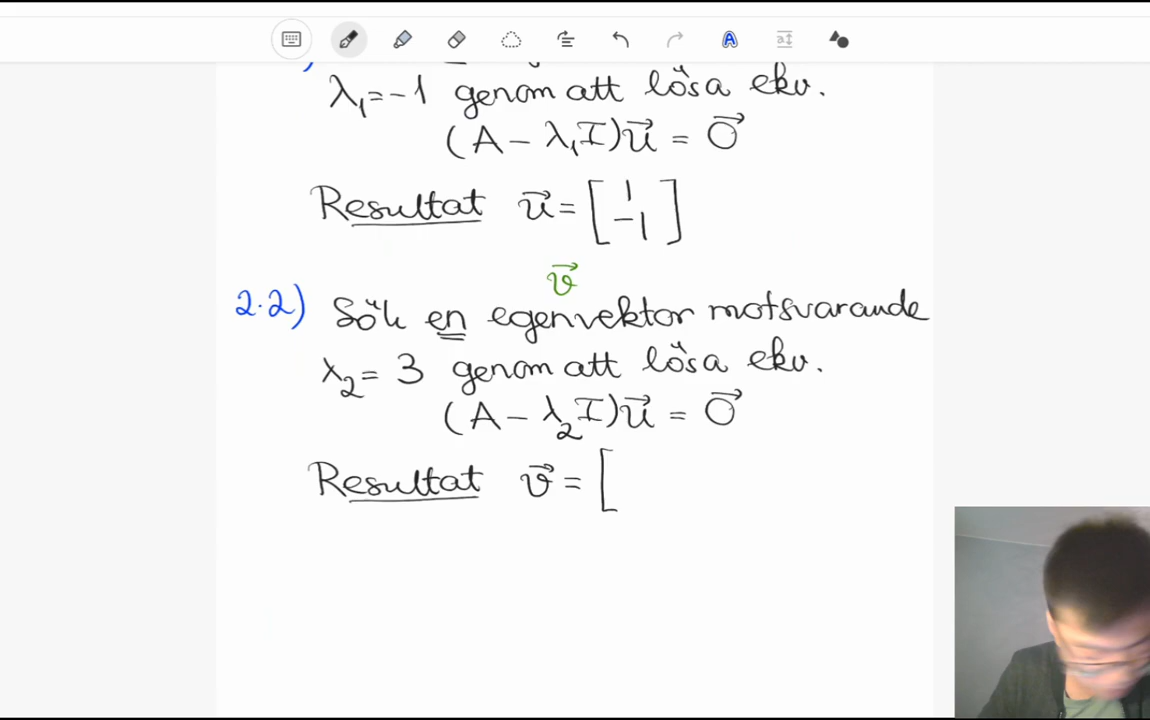 λ₁ = -1 genom att lösa ekv.
(A - λ₁I)u⃗ = 0⃗
Resultat u⃗ = [ 1
-1 ]
v⃗
2.2) Sök en egenvektor motsvarande
λ₂ = 3 genom att lösa ekv.
(A - λ₂I)u⃗ = 0⃗
Resultat v⃗ = [